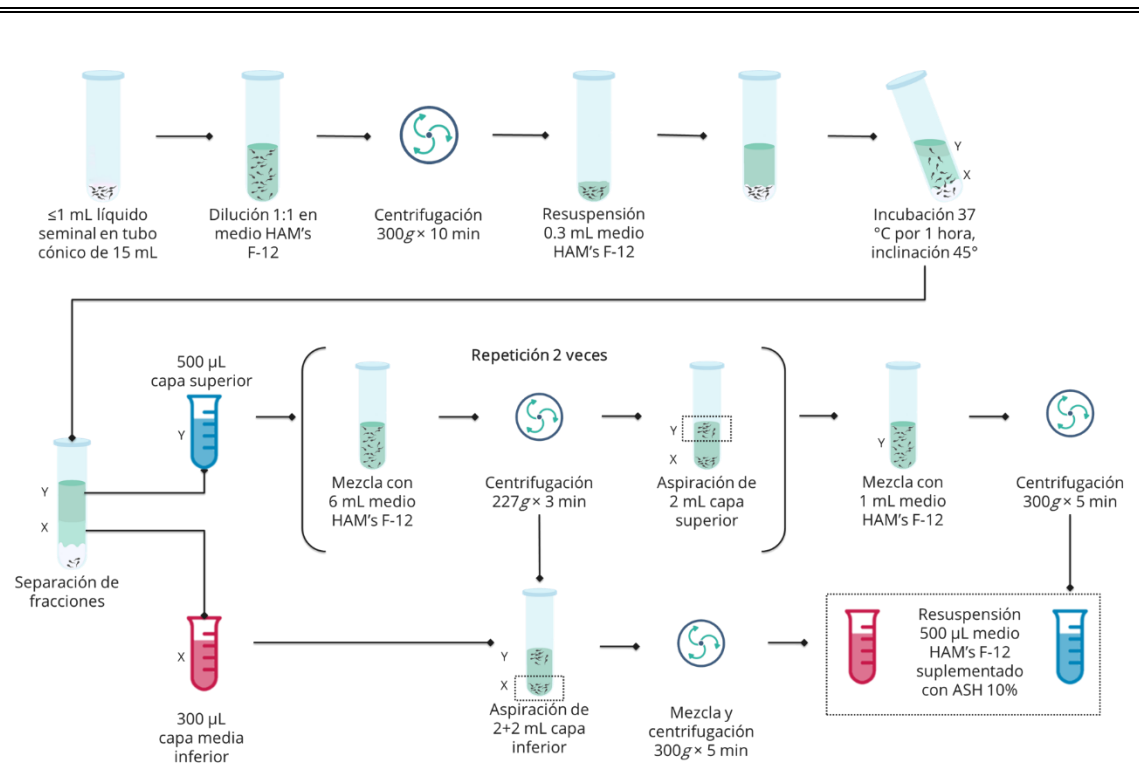 ≤1 mL líquido
seminal en tubo
cónico de 15 mL
Dilución 1:1 en
medio HAM’s
F-12
Centrifugación
300g × 10 min
Resuspensión
0.3 mL medio
HAM’s F-12
Y
X
Incubación 37
°C por 1 hora,
inclinación 45°
Y
X
Separación de
fracciones
500 µL
capa superior
Y
Repetición 2 veces
Mezcla con
6 mL medio
HAM’s F-12
Centrifugación
227g × 3 min
Y
X
Aspiración de
2 mL capa
superior
Y
Mezcla con
1 mL medio
HAM’s F-12
Centrifugación
300g × 5 min
X
300 µL
capa media
inferior
Y
X
Aspiración de
2+2 mL capa
inferior
Mezcla y
centrifugación
300g × 5 min
Resuspensión
500 µL medio
HAM’s F-12
suplementado
con ASH 10%